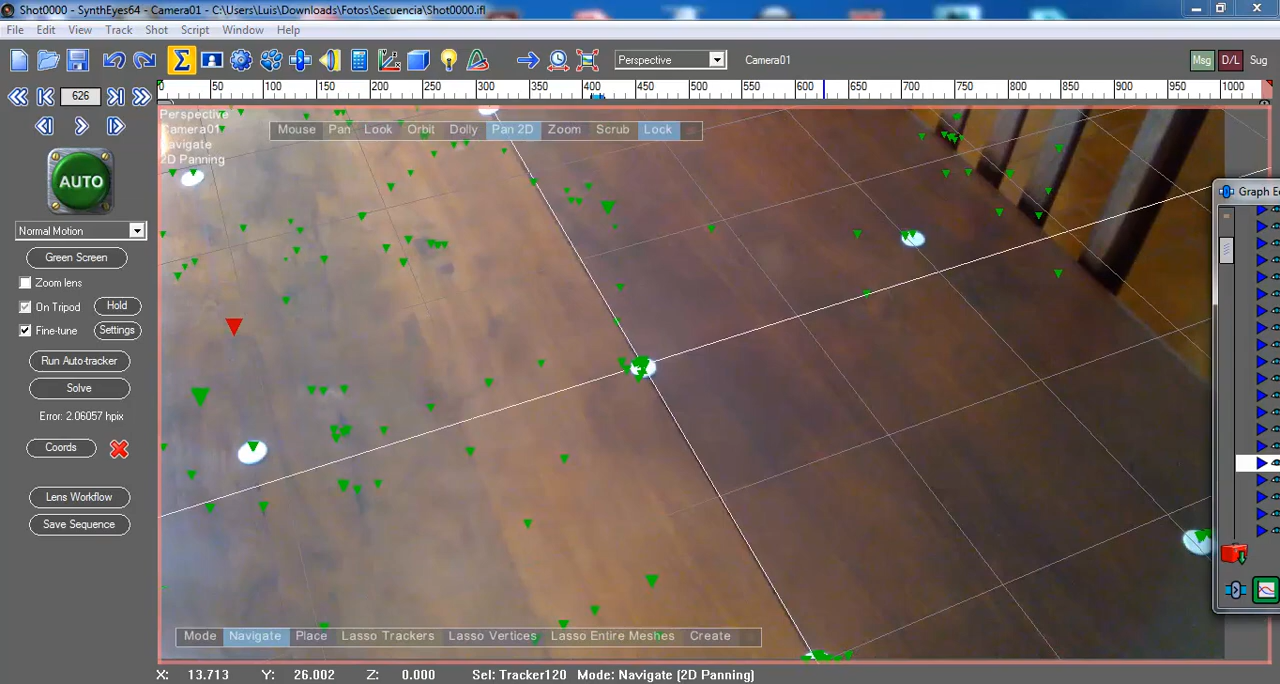 Shot0000 - SynthEyes64 - Camera01 - C:\Users\Luis\Downloads\Fotos\Secuencia\Shot0000.ifl
File Edit View Track Shot Script Window Help
Perspective Camera01 Msg D/L Sug
0 50 100 150 200 250 300 350 400 450 500 550 600 650 700 750 800 850 900 950 1000
626
Perspective
Camera01
Navigate
2D Panning
Mouse Pan Look Orbit Dolly Pan 2D Zoom Scrub Lock
AUTO
Normal Motion
Green Screen
Zoom lens
On Tripod Hold
Fine-tune Settings
Run Auto-tracker
Solve
Error: 2.06057 hpix
Coords
Lens Workflow
Save Sequence
Graph E
Mode Navigate Place Lasso Trackers Lasso Vertices Lasso Entire Meshes Create
X: 13.713 Y: 26.002 Z: 0.000 Sel: Tracker120 Mode: Navigate [2D Panning]